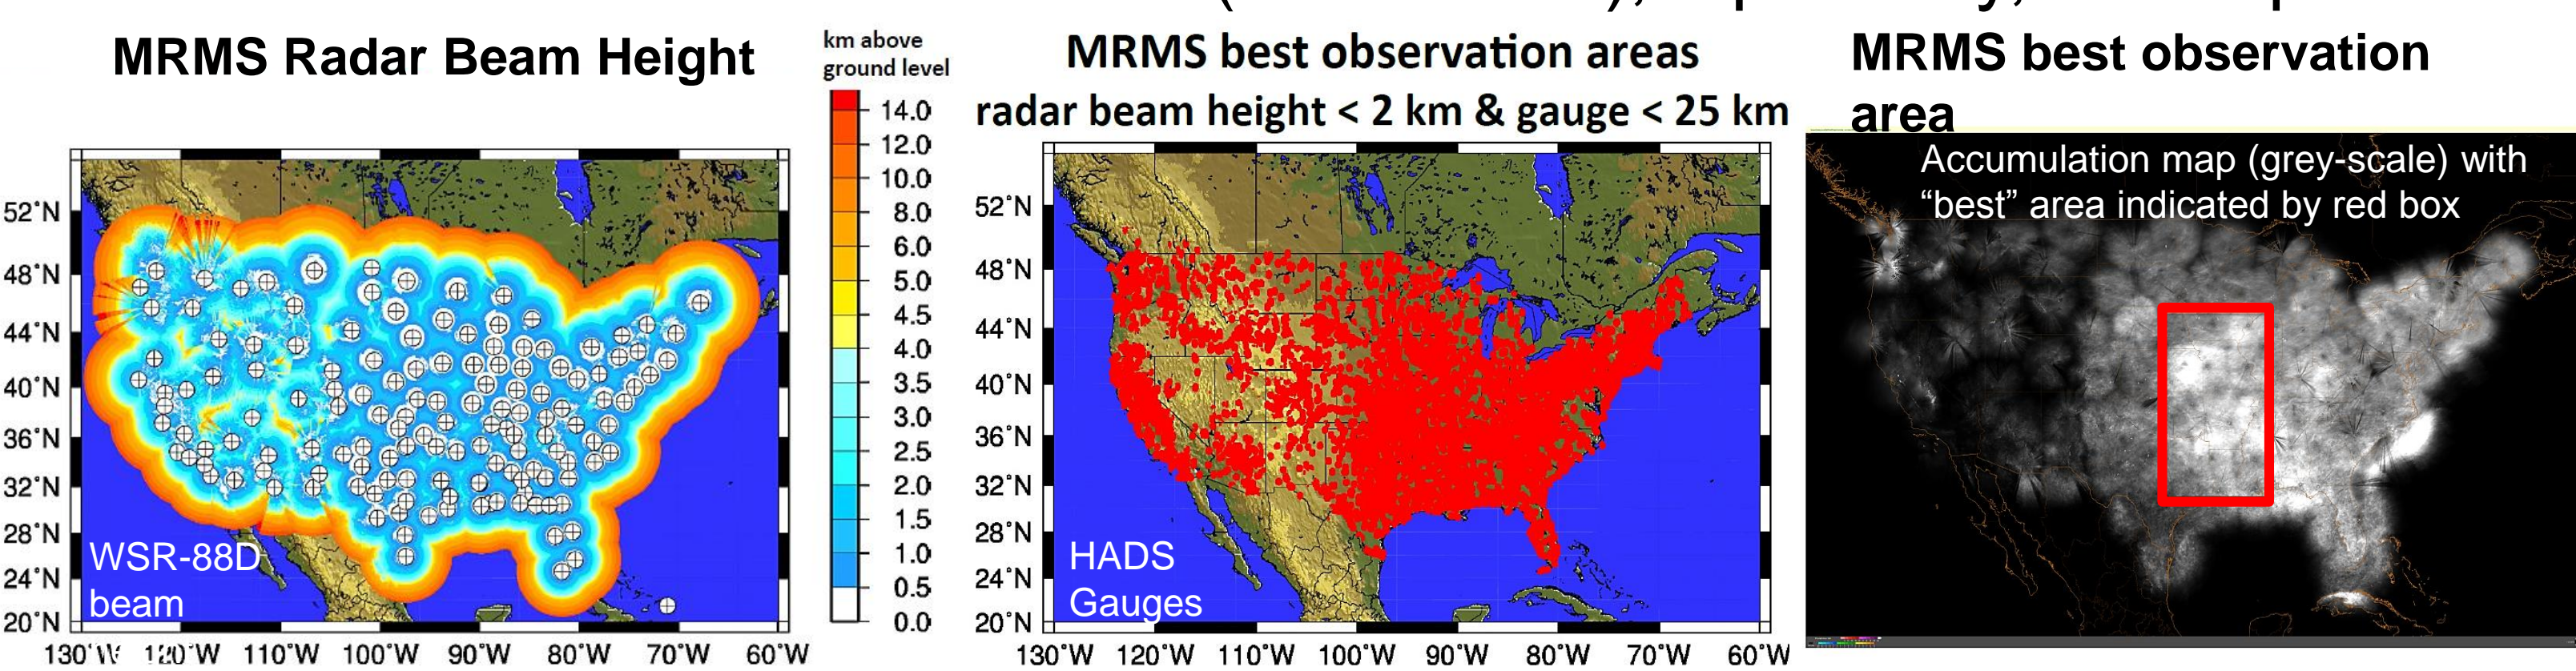 MRMS Radar Beam Height
km above
ground level
14.0
12.0
10.0
8.0
6.0
5.0
4.5
4.0
3.5
3.0
2.5
2.0
1.5
1.0
0.5
0.0
52°N
48°N
44°N
40°N
36°N
32°N
28°N
24°N
20°N
WSR-88D
beam
130°W 120°W 110°W 100°W 90°W 80°W 70°W 60°W
MRMS best observation areas
radar beam height < 2 km & gauge < 25 km
52°N
48°N
44°N
40°N
36°N
32°N
28°N
24°N
20°N
HADS
Gauges
130°W 120°W 110°W 100°W 90°W 80°W 70°W 60°W
MRMS best observation
area
Accumulation map (grey-scale) with
“best” area indicated by red box